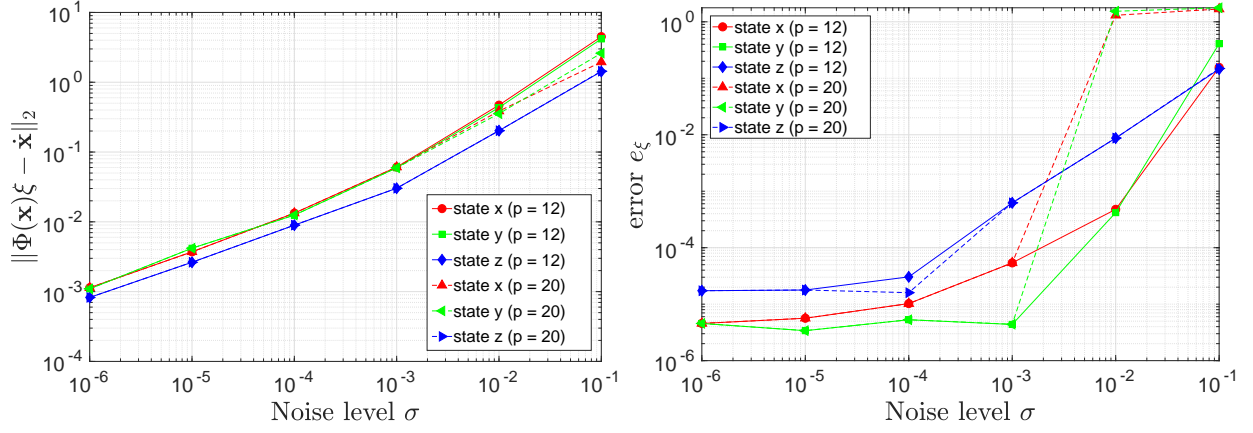 10^1
10^0
10^-1
10^-2
10^-3
10^-4
||Φ(x)ξ − ẋ||_2
state x (p = 12)
state y (p = 12)
state z (p = 12)
state x (p = 20)
state y (p = 20)
state z (p = 20)
10^-6 10^-5 10^-4 10^-3 10^-2 10^-1
Noise level σ
10^0
10^-2
10^-4
10^-6
error e_ξ
state x (p = 12)
state y (p = 12)
state z (p = 12)
state x (p = 20)
state y (p = 20)
state z (p = 20)
10^-6 10^-5 10^-4 10^-3 10^-2 10^-1
Noise level σ